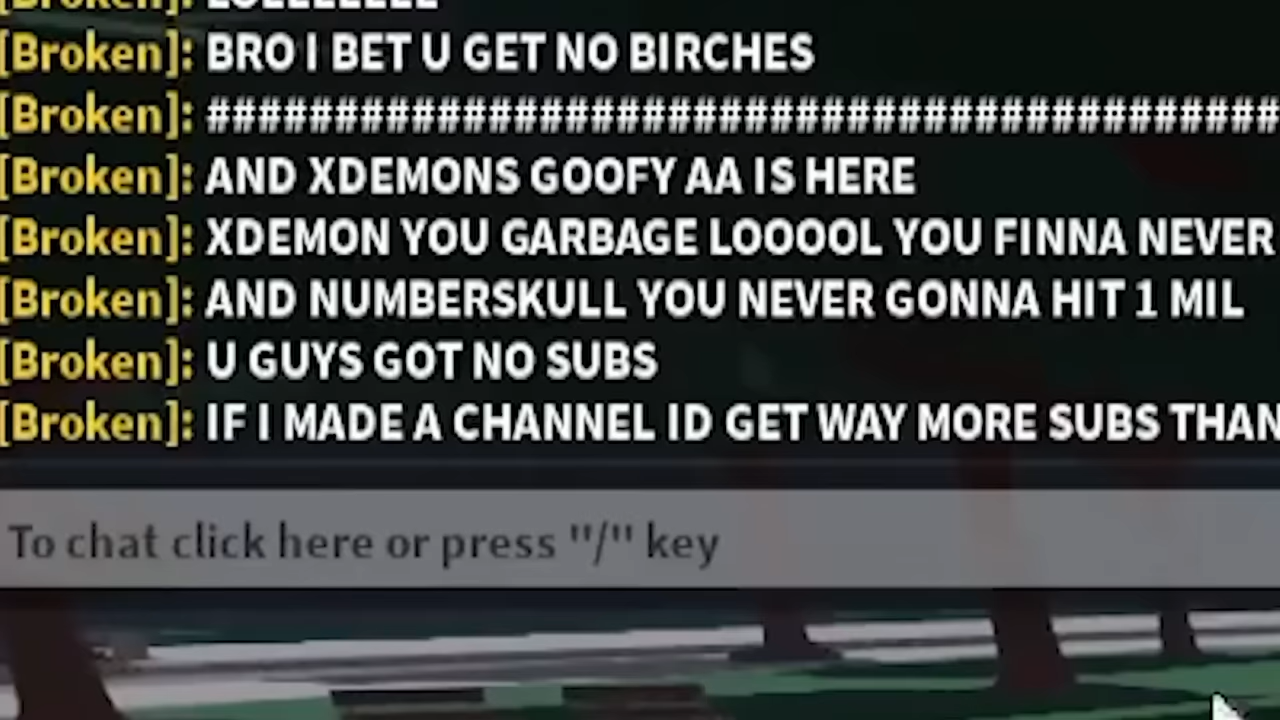 [Broken]: LOLEEEEEEE
[Broken]: BRO I BET U GET NO BIRCHES
[Broken]: ##########################################
[Broken]: AND XDEMONS GOOFY AA IS HERE
[Broken]: XDEMON YOU GARBAGE LOOOOL YOU FINNA NEVER
[Broken]: AND NUMBERSKULL YOU NEVER GONNA HIT 1 MIL
[Broken]: U GUYS GOT NO SUBS
[Broken]: IF I MADE A CHANNEL ID GET WAY MORE SUBS THAN
To chat click here or press "/" key